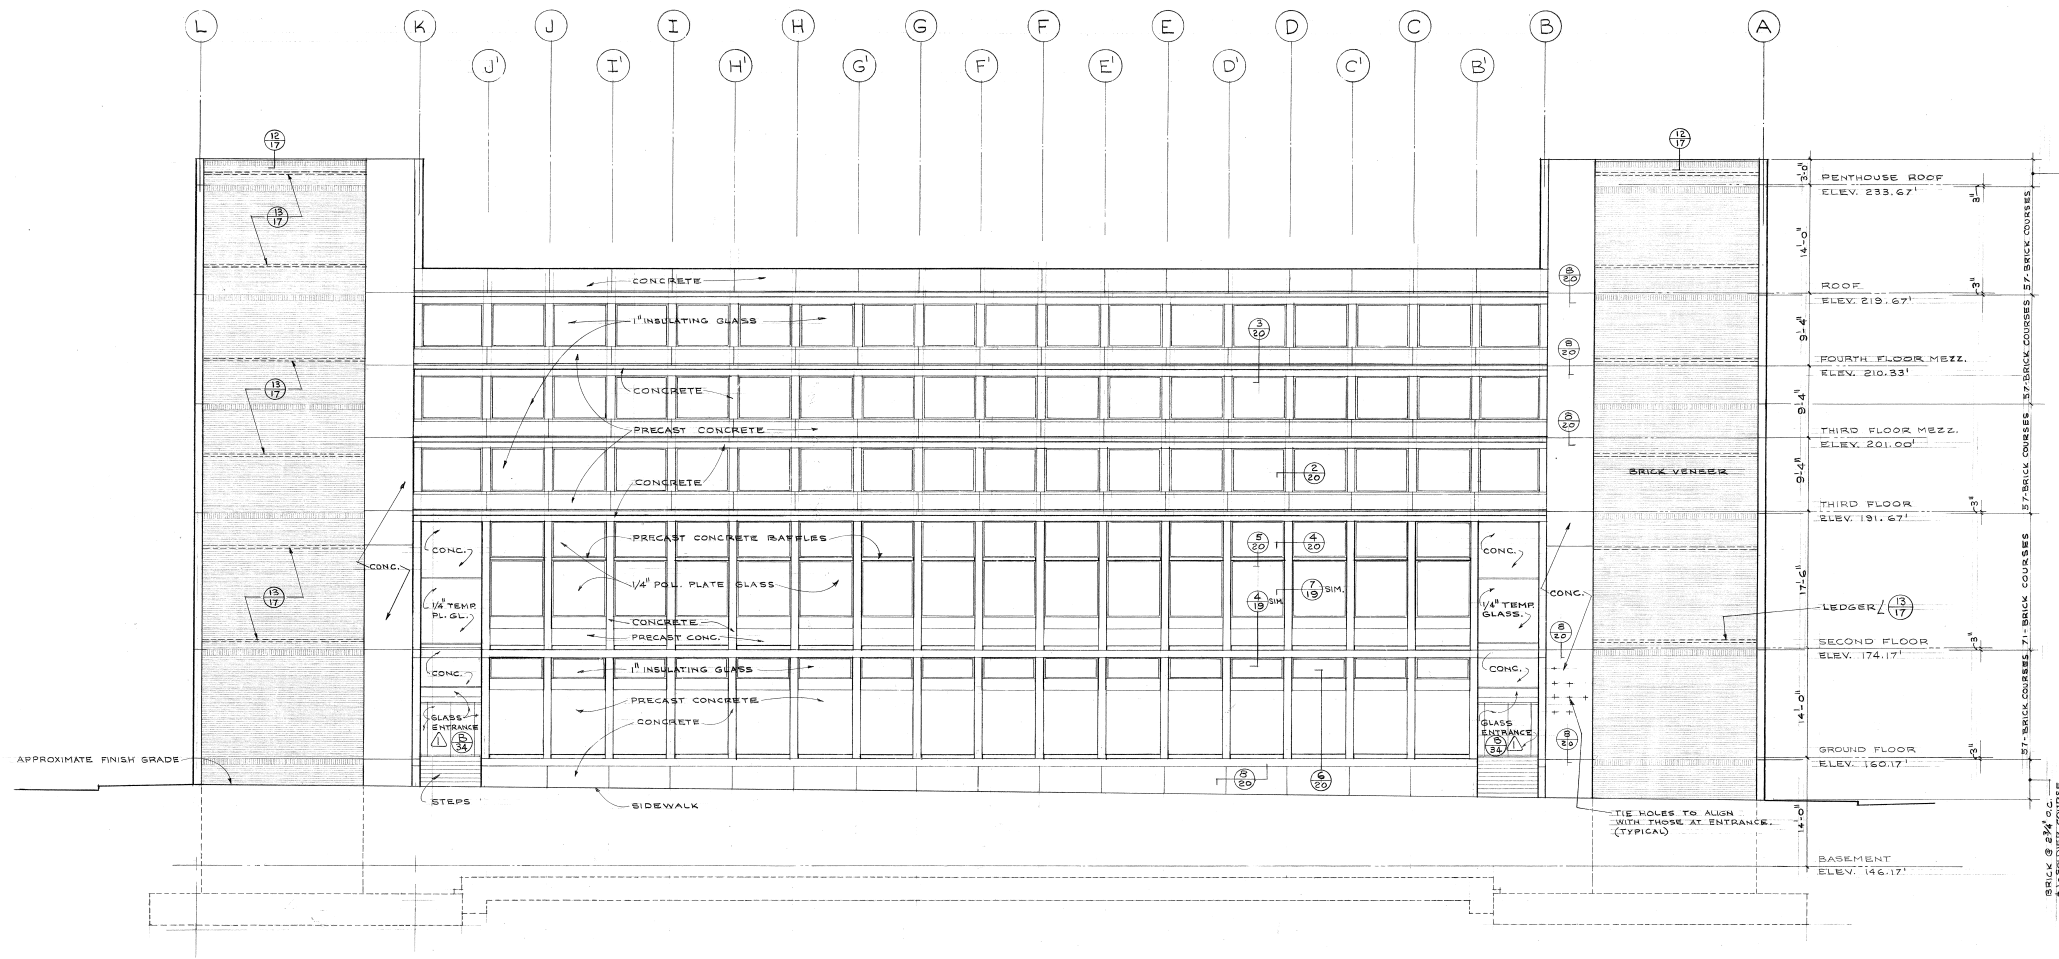 L K J I H G F E D C B A
J' I' H' G' F' E' D' C' B'
12
17
12
17
3'-0"
PENTHOUSE ROOF
ELEV. 233.67'
3"
13
17
14'-0"
57-BRICK COURSES
CONCRETE
8
20
ROOF
ELEV. 219.67'
3"
1" INSULATING GLASS
3
20
9'-4"
57-BRICK COURSES
8
20
FOURTH FLOOR MEZZ.
ELEV. 210.33'
13
17
CONCRETE
9'-4"
PRECAST CONCRETE
8
20
THIRD FLOOR MEZZ.
ELEV. 201.00'
57-BRICK COURSES
2
20
BRICK VENEER
9'-4"
CONCRETE
THIRD FLOOR
ELEV. 191.67'
3"
PRECAST CONCRETE BAFFLES
5
20
4
20
CONC.
CONC.
CONC.
1/4" POL. PLATE GLASS
7
19
SIM.
4
19
SIM.
CONC.
17'-6"
71-BRICK COURSES
13
17
1/4" TEMP.
PL. GL.
1/4" TEMP.
GLASS.
LEDGER
13
17
CONCRETE
PRECAST CONC.
8
20
SECOND FLOOR
ELEV. 174.17'
3"
CONC.
1" INSULATING GLASS
CONC.
PRECAST CONCRETE
CONCRETE
14'-0"
57-BRICK COURSES
GLASS
ENTRANCE
1
B
34
GLASS
ENTRANCE
B
34
1
8
20
GROUND FLOOR
ELEV. 160.17'
3"
APPROXIMATE FINISH GRADE
8
20
6
20
STEPS
SIDEWALK
TIE HOLES TO ALIGN
WITH THOSE AT ENTRANCE.
(TYPICAL)
14'-0"
BASEMENT
ELEV. 146.17'
BRICK @ 2 3/4" O.C.